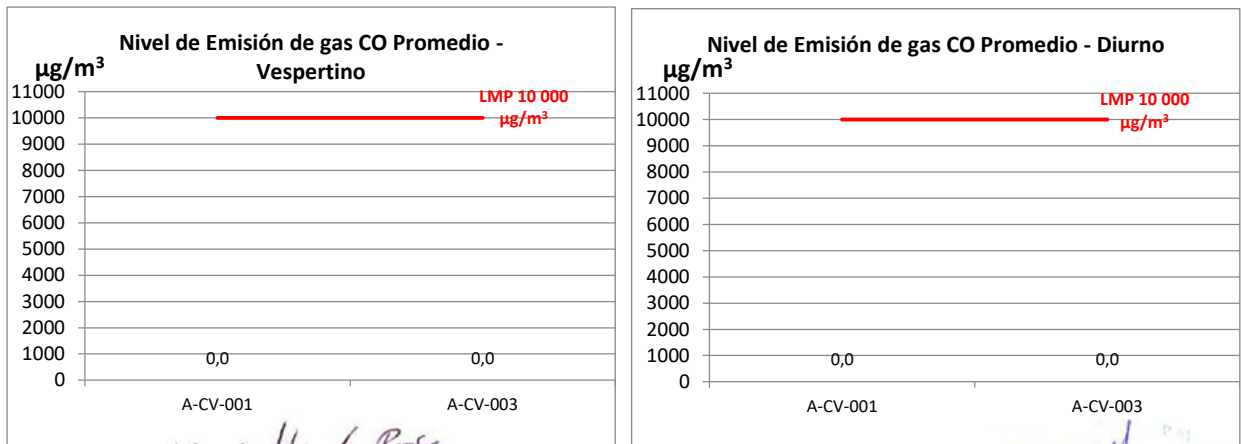 Nivel de Emisión de gas CO Promedio -
Vespertino
µg/m³
LMP 10 000
µg/m³
11000
10000
9000
8000
7000
6000
5000
4000
3000
2000
1000
0
0,0 0,0
A-CV-001 A-CV-003
Nivel de Emisión de gas CO Promedio - Diurno
µg/m³
LMP 10 000
µg/m³
11000
10000
9000
8000
7000
6000
5000
4000
3000
2000
1000
0
0,0 0,0
A-CV-001 A-CV-003